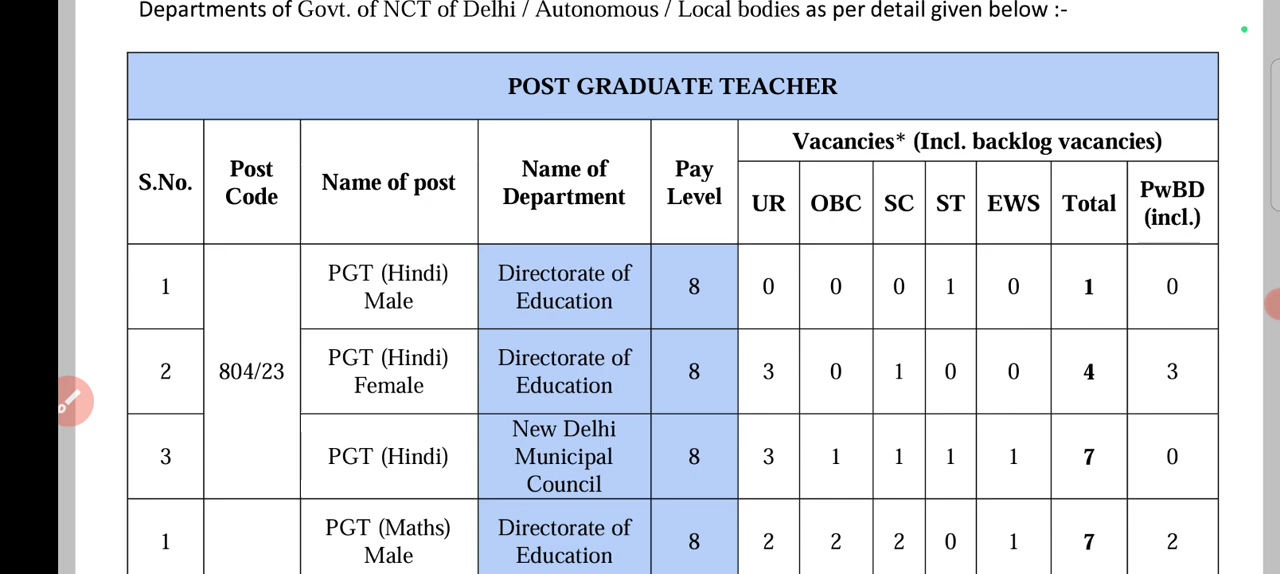 Departments of Govt. of NCT of Delhi / Autonomous / Local bodies as per detail given below :-
POST GRADUATE TEACHER
S.No.
Post
Code
Name of post
Name of
Department
Pay
Level
Vacancies* (Incl. backlog vacancies)
UR OBC SC ST EWS Total
PwBD
(incl.)
1
804/23
PGT (Hindi)
Male
Directorate of
Education
8 0 0 0 1 0 1 0
2
PGT (Hindi)
Female
Directorate of
Education
8 3 0 1 0 0 4 3
3
PGT (Hindi)
New Delhi
Municipal
Council
8 3 1 1 1 1 7 0
1
PGT (Maths)
Male
Directorate of
Education
8 2 2 2 0 1 7 2